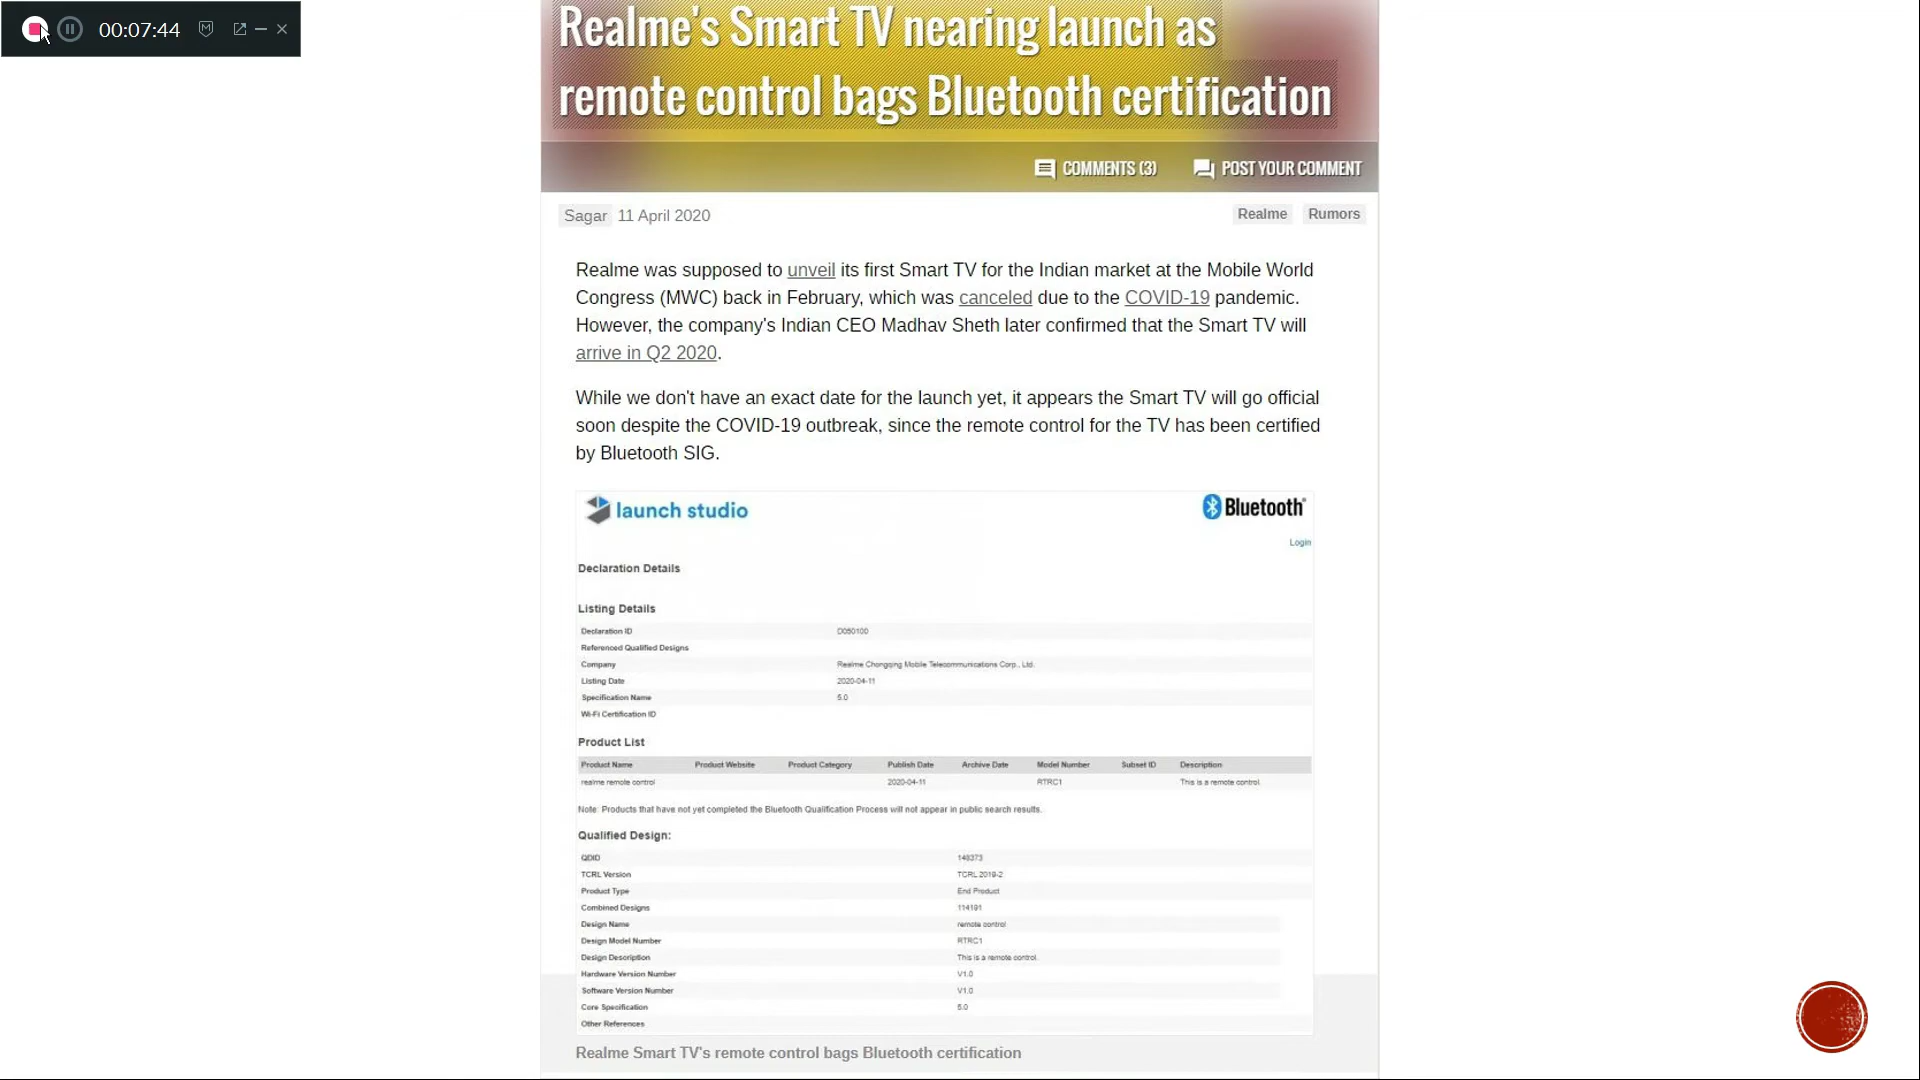 00:07:44
Realme's Smart TV nearing launch as
remote control bags Bluetooth certification
COMMENTS (3) POST YOUR COMMENT
Sagar 11 April 2020 Realme Rumors
Realme was supposed to unveil its first Smart TV for the Indian market at the Mobile World
Congress (MWC) back in February, which was canceled due to the COVID-19 pandemic.
However, the company's Indian CEO Madhav Sheth later confirmed that the Smart TV will
arrive in Q2 2020.
While we don't have an exact date for the launch yet, it appears the Smart TV will go official
soon despite the COVID-19 outbreak, since the remote control for the TV has been certified
by Bluetooth SIG.
launch studio Bluetooth®
Login
Declaration Details
Listing Details
Declaration ID D050100
Referenced Qualified Designs
Company Realme Chongqing Mobile Telecommunications Corp., Ltd.
Listing Date 2020-04-11
Specification Name 5.0
Wi-Fi Certification ID
Product List
Product Name Product Website Product Category Publish Date Archive Date Model Number Subset ID Description
realme remote control 2020-04-11 RTRC1 This is a remote control.
Note: Products that have not yet completed the Bluetooth Qualification Process will not appear in public search results.
Qualified Design:
QDID 148373
TCRL Version TCRL 2019-2
Product Type End Product
Combined Designs 114191
Design Name remote control
Design Model Number RTRC1
Design Description This is a remote control.
Hardware Version Number V1.0
Software Version Number V1.0
Core Specification 5.0
Other References
Realme Smart TV's remote control bags Bluetooth certification